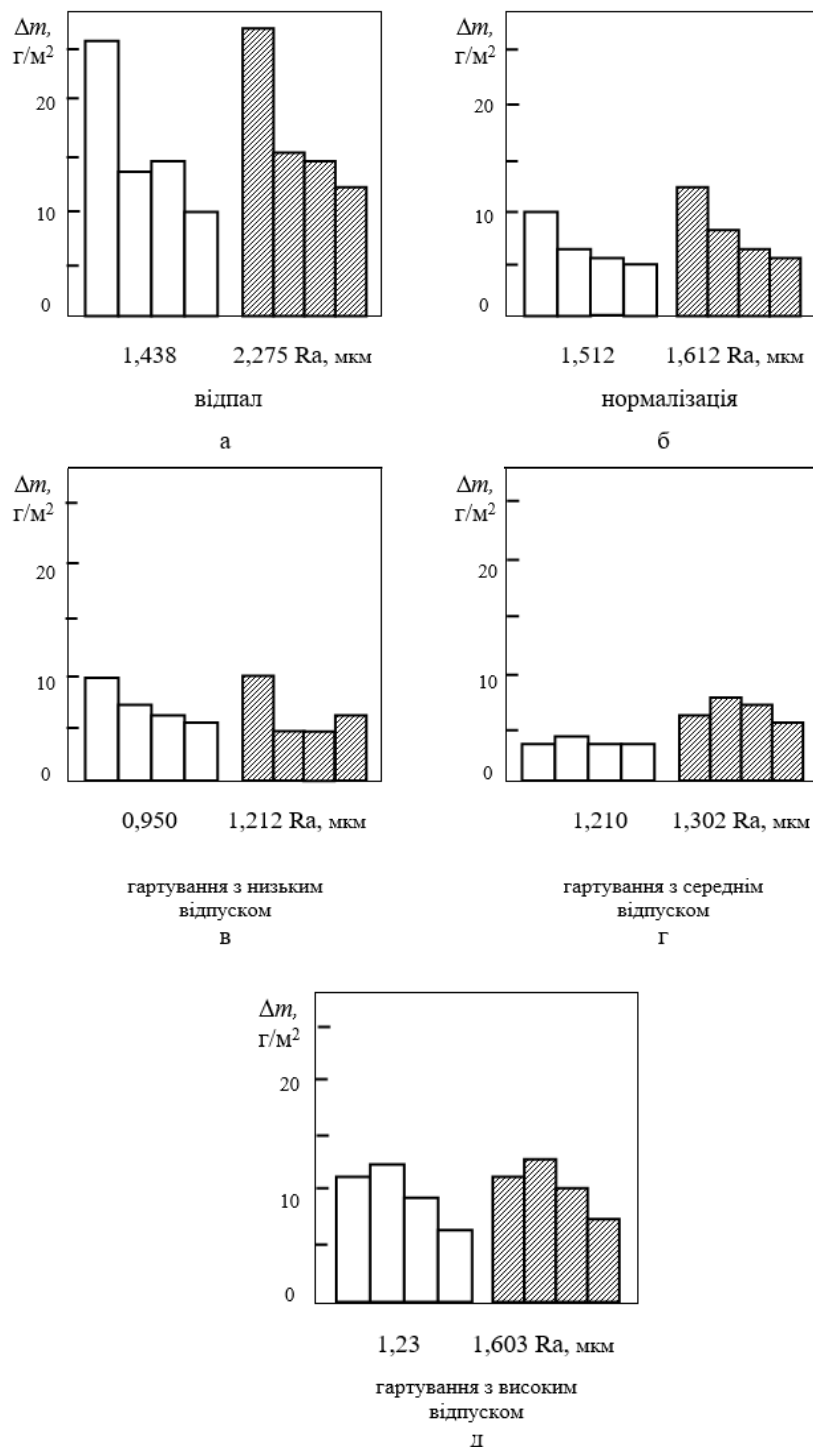 Δm,
г/м²
20
10
0
1,438 2,275 Ra, мкм
відпал
а
Δm,
г/м²
20
10
0
1,512 1,612 Ra, мкм
нормалізація
б
Δm,
г/м²
20
10
0
0,950 1,212 Ra, мкм
гартування з низьким
відпуском
в
Δm,
г/м²
20
10
0
1,210 1,302 Ra, мкм
гартування з середнім
відпуском
г
Δm,
г/м²
20
10
0
1,23 1,603 Ra, мкм
гартування з високим
відпуском
д